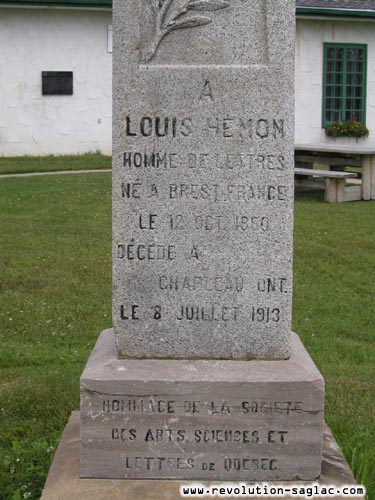 A
LOUIS HEMON
HOMME DE LETTRES
NÉ A BREST, FRANCE
LE 12 OCT. 1880
DÉCÉDÉ A
CHAPLEAU ONT.
LE 8 JUILLET 1913
HOMMAGE DE LA SOCIETE
DES ARTS, SCIENCES ET
LETTRES DE QUEBEC
www.revolution-saglac.com